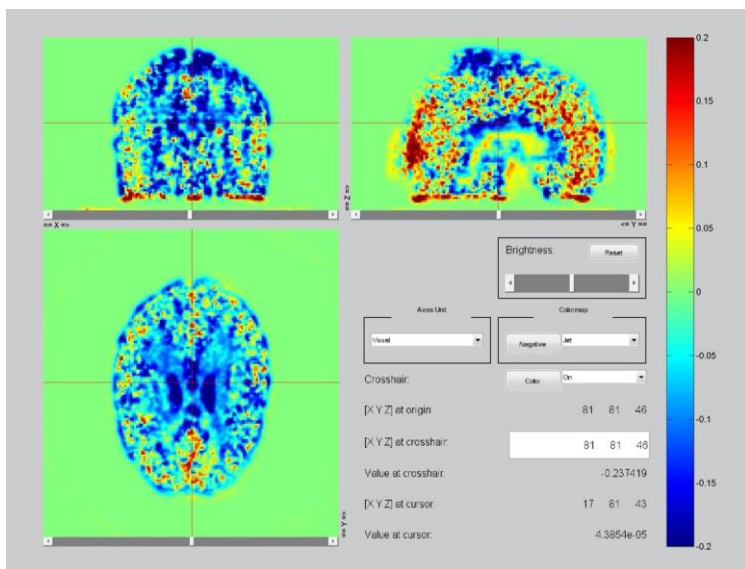 0.2
0.15
0.1
0.05
0
-0.05
-0.1
-0.15
-0.2
<= Z =>
<= X =>
<= Y =>
Brightness:
Reset
Axes Unit
Voxel
Colormap
Negative
Jet
Crosshair:
Color
On
[X Y Z] at origin:
81 81 46
[X Y Z] at crosshair:
81 81 46
Value at crosshair:
-0.237419
[X Y Z] at cursor:
17 81 43
<= Y =>
Value at cursor:
4.3854e-05